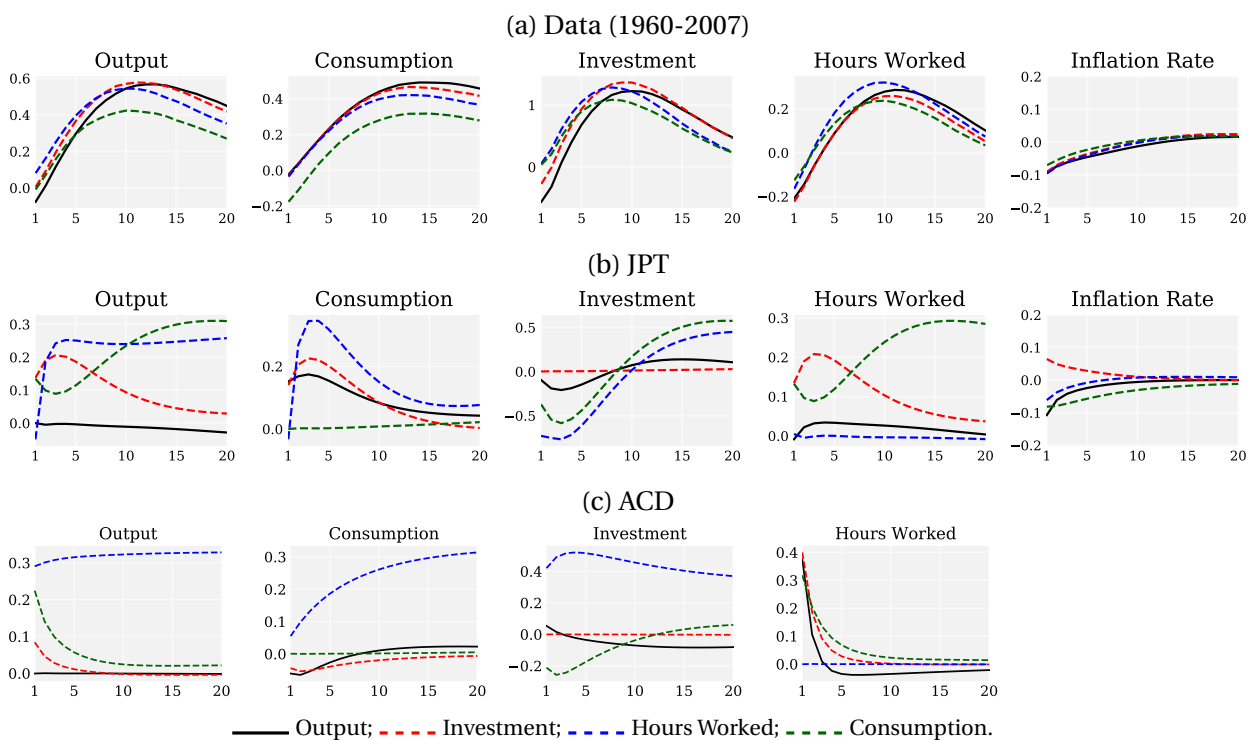 (a) Data (1960-2007)
Output Consumption Investment Hours Worked Inflation Rate
0.6 0.4 0.2 0.0
0.4 0.2 0.0 −0.2
1 0
0.2 0.0 −0.2
0.2 0.1 0.0 −0.1 −0.2
1 5 10 15 20 1 5 10 15 20 1 5 10 15 20 1 5 10 15 20 1 5 10 15 20
(b) JPT
Output Consumption Investment Hours Worked Inflation Rate
0.3 0.2 0.1 0.0
0.2 0.0
0.5 0.0 −0.5
0.3 0.2 0.1 0.0
0.2 0.1 0.0 −0.1 −0.2
1 5 10 15 20 1 5 10 15 20 1 5 10 15 20 1 5 10 15 20 1 5 10 15 20
(c) ACD
Output Consumption Investment Hours Worked
0.3 0.2 0.1 0.0
0.3 0.2 0.1 0.0
0.4 0.2 0.0 −0.2
0.4 0.3 0.2 0.1 0.0
1 5 10 15 20 1 5 10 15 20 1 5 10 15 20 1 5 10 15 20
Output; Investment; Hours Worked; Consumption.